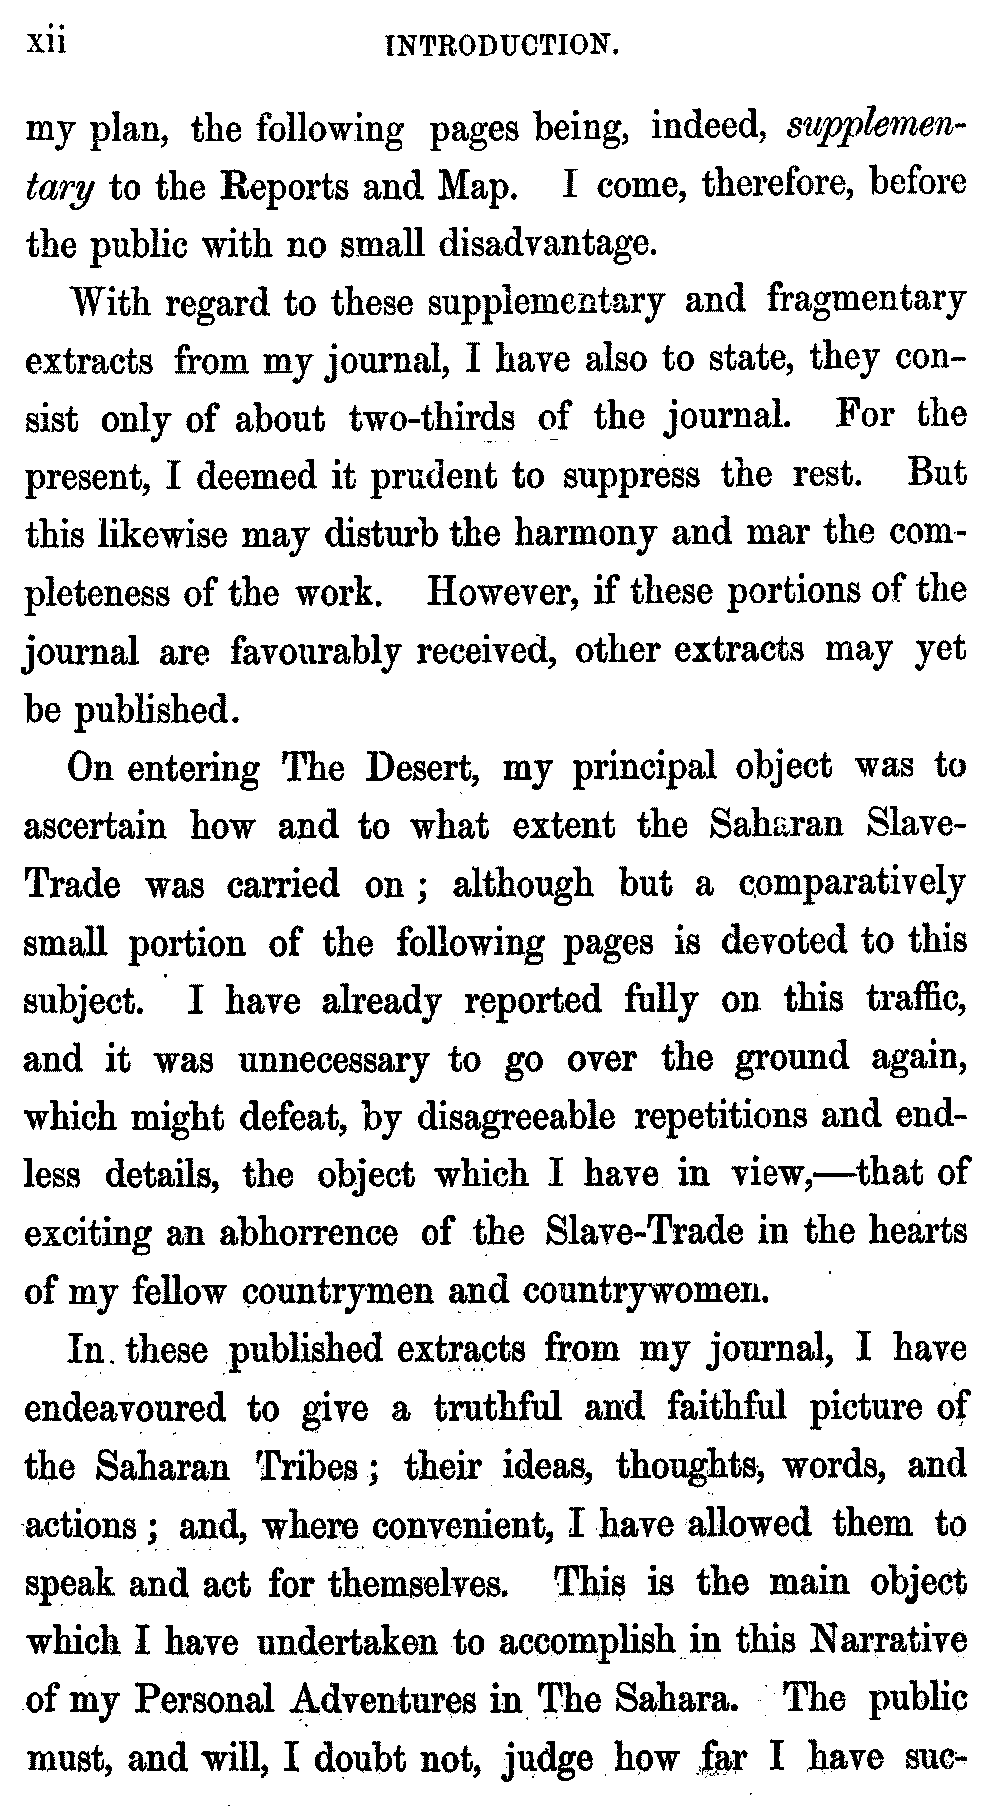 xii INTRODUCTION.
my plan, the following pages being, indeed, supplemen-
tary to the Reports and Map. I come, therefore, before
the public with no small disadvantage.
With regard to these supplementary and fragmentary
extracts from my journal, I have also to state, they con-
sist only of about two-thirds of the journal. For the
present, I deemed it prudent to suppress the rest. But
this likewise may disturb the harmony and mar the com-
pleteness of the work. However, if these portions of the
journal are favourably received, other extracts may yet
be published.
On entering The Desert, my principal object was to
ascertain how and to what extent the Saharan Slave-
Trade was carried on ; although but a comparatively
small portion of the following pages is devoted to this
subject. I have already reported fully on this traffic,
and it was unnecessary to go over the ground again,
which might defeat, by disagreeable repetitions and end-
less details, the object which I have in view,—that of
exciting an abhorrence of the Slave-Trade in the hearts
of my fellow countrymen and countrywomen.
In these published extracts from my journal, I have
endeavoured to give a truthful and faithful picture of
the Saharan Tribes ; their ideas, thoughts, words, and
actions ; and, where convenient, I have allowed them to
speak and act for themselves. This is the main object
which I have undertaken to accomplish in this Narrative
of my Personal Adventures in The Sahara. The public
must, and will, I doubt not, judge how far I have suc-